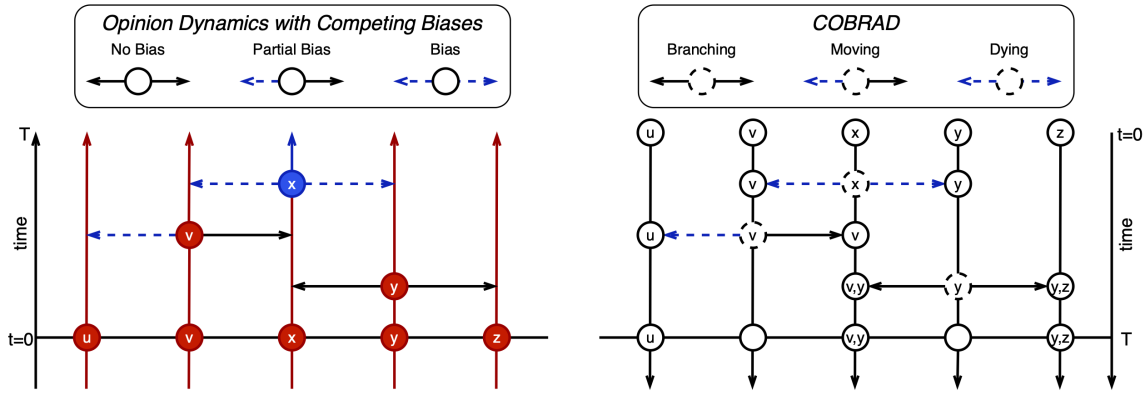 Opinion Dynamics with Competing Biases
No Bias Partial Bias Bias
T
x
v
y
time
t=0 u v x y z
COBRAD
Branching Moving Dying
u v x y z t=0
v x y
u v v
v,y y y,z
time
u v,y y,z T